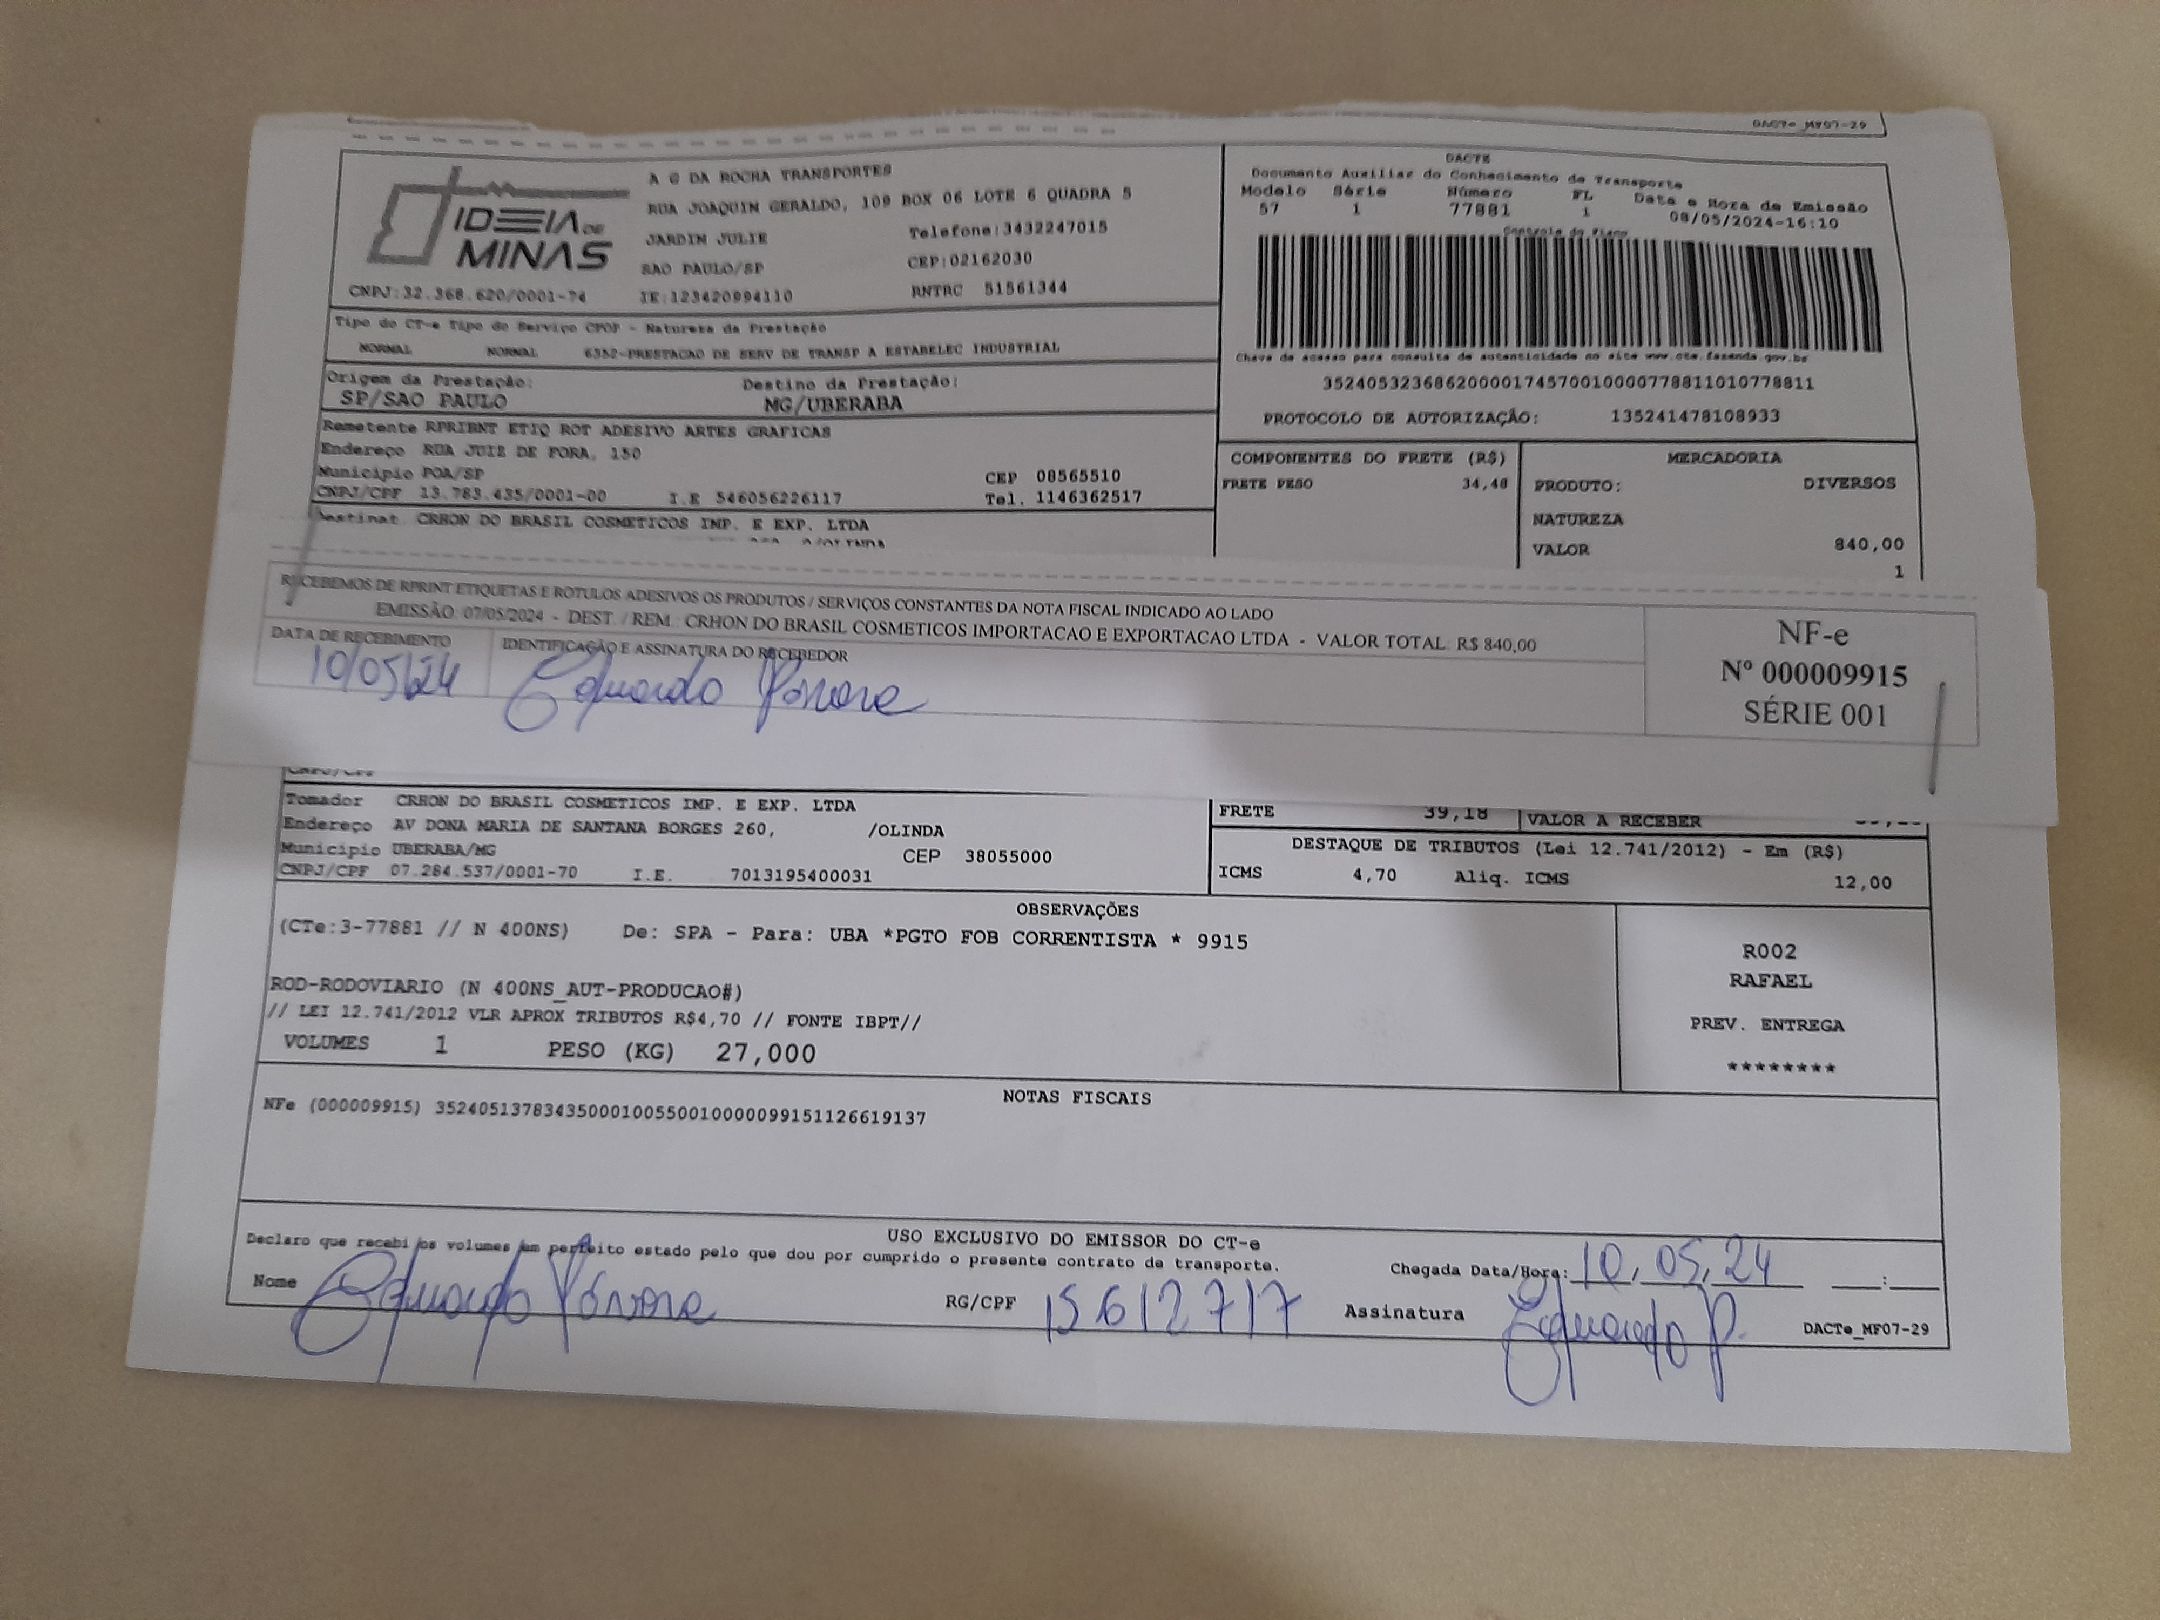 DACTe_MF07-29
IDEIA DE MINAS
A G DA ROCHA TRANSPORTES
RUA JOAQUIN GERALDO, 109 BOX 06 LOTE 6 QUADRA 5
JARDIN JULIE Telefone:3432247015
SAO PAULO/SP CEP:02162030
CNPJ:32.368.620/0001-74 IE:123420994110 RNTRC 51561344
Tipo do CT-e Tipo do Serviço CFOP - Natureza da Prestação
NORMAL NORMAL 6352-PRESTACAO DE SERV DE TRANSP A ESTABELEC INDUSTRIAL
Origem da Prestação: Destino da Prestação:
SP/SAO PAULO MG/UBERABA
Remetente RPRIBNT ETIQ ROT ADESIVO ARTES GRAFICAS
Endereço RUA JUIZ DE FORA, 150
Municipio POA/SP CEP 08565510
CNPJ/CPF 13.783.435/0001-00 I.E 546056226117 Tel. 1146362517
Destinat. CRHON DO BRASIL COSMETICOS IMP. E EXP. LTDA
DACTE
Documento Auxiliar do Conhecimento de Transporte
Modelo Série Número FL Data e Hora de Emissão
57 1 77881 1 08/05/2024-16:10
Controle do Fisco
Chave de acesso para consulta de autenticidade no site www.cte.fazenda.gov.br
35240532368620000174570010000778811010778811
PROTOCOLO DE AUTORIZAÇÃO: 135241478108933
COMPONENTES DO FRETE (R$) MERCADORIA
FRETE PESO 34,48 PRODUTO: DIVERSOS
NATUREZA
VALOR 840,00
1
RECEBEMOS DE RPRINT ETIQUETAS E ROTULOS ADESIVOS OS PRODUTOS / SERVIÇOS CONSTANTES DA NOTA FISCAL INDICADO AO LADO
EMISSÃO: 07/05/2024 - DEST. / REM.: CRHON DO BRASIL COSMETICOS IMPORTACAO E EXPORTACAO LTDA - VALOR TOTAL: R$ 840,00
DATA DE RECEBIMENTO IDENTIFICAÇÃO E ASSINATURA DO RECEBEDOR
10/05/24 Eduardo
NF-e
Nº 000009915
SÉRIE 001
CNPJ/CPF
Tomador CRHON DO BRASIL COSMETICOS IMP. E EXP. LTDA
Endereço AV DONA MARIA DE SANTANA BORGES 260, /OLINDA
Municipio UBERABA/MG CEP 38055000
CNPJ/CPF 07.284.537/0001-70 I.E. 7013195400031
FRETE 39,18 VALOR A RECEBER
DESTAQUE DE TRIBUTOS (Lei 12.741/2012) - Em (R$)
ICMS 4,70 Aliq. ICMS 12,00
OBSERVAÇÕES
(CTe:3-77881 // N 400NS) De: SPA - Para: UBA *PGTO FOB CORRENTISTA * 9915
ROD-RODOVIARIO (N 400NS_AUT-PRODUCAO#)
// LEI 12.741/2012 VLR APROX TRIBUTOS R$4,70 // FONTE IBPT//
VOLUMES 1 PESO (KG) 27,000
R002
RAFAEL
PREV. ENTREGA
********
NOTAS FISCAIS
NFe (000009915) 35240513783435000100550010000099151126619137
USO EXCLUSIVO DO EMISSOR DO CT-e
Declaro que recebi os volumes em perfeito estado pelo que dou por cumprido o presente contrato de transporte.
Chegada Data/Hora: 10,05,24 __:__
Nome Eduardo RG/CPF 15612717 Assinatura Eduardo P. DACTe_MF07-29